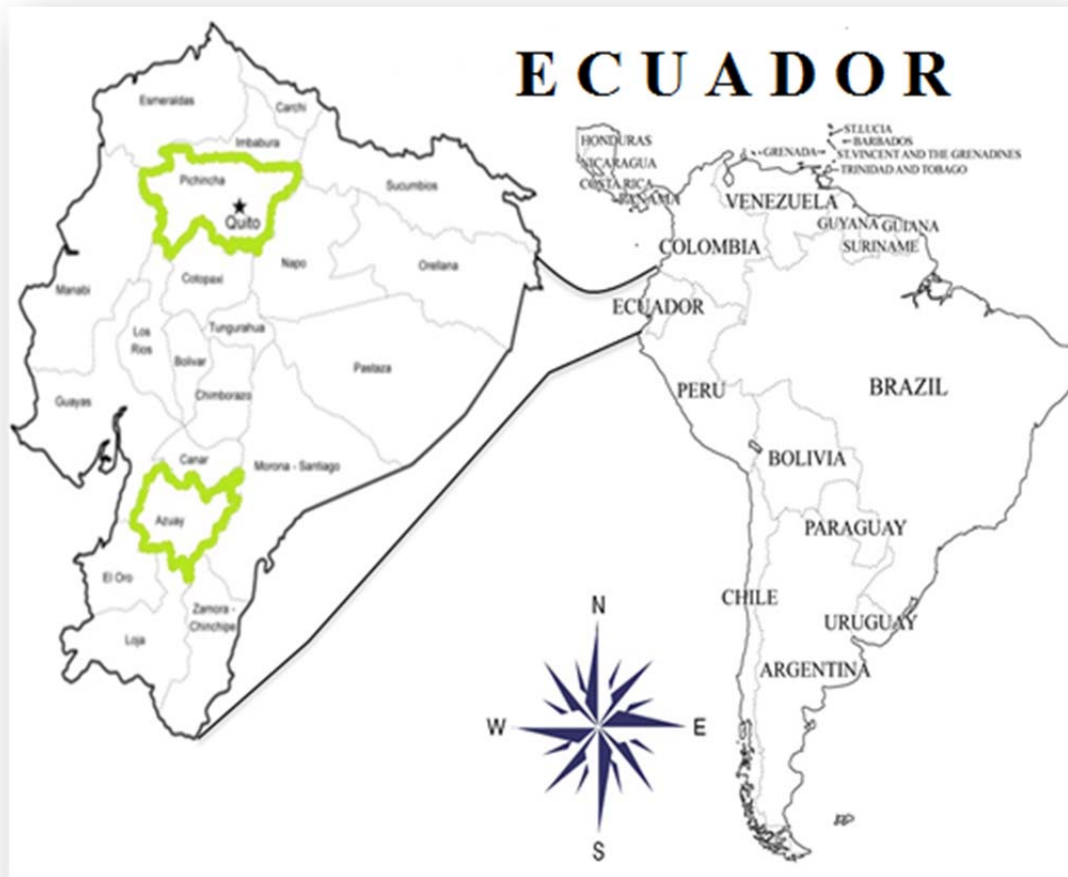 ECUADOR
Esmeraldas
Carchi
Imbabura
Pichincha
Sucumbios
Quito
Napo
Orellana
Cotopaxi
Manabi
Los
Rios
Tungurahua
Bolivar
Pastaza
Chimborazo
Guayas
Canar
Morona - Santiago
Azuay
El Oro
Zamora -
Chinchipe
Loja
HONDURAS
NICARAGUA
COSTA RICA
PANAMA
GRENADA
ST.LUCIA
BARBADOS
ST.VINCENT AND THE GRENADINES
TRINIDAD AND TOBAGO
VENEZUELA
GUYANA
GUIANA
SURINAME
COLOMBIA
ECUADOR
PERU
BRAZIL
BOLIVIA
PARAGUAY
CHILE
URUGUAY
ARGENTINA
N
W
E
S